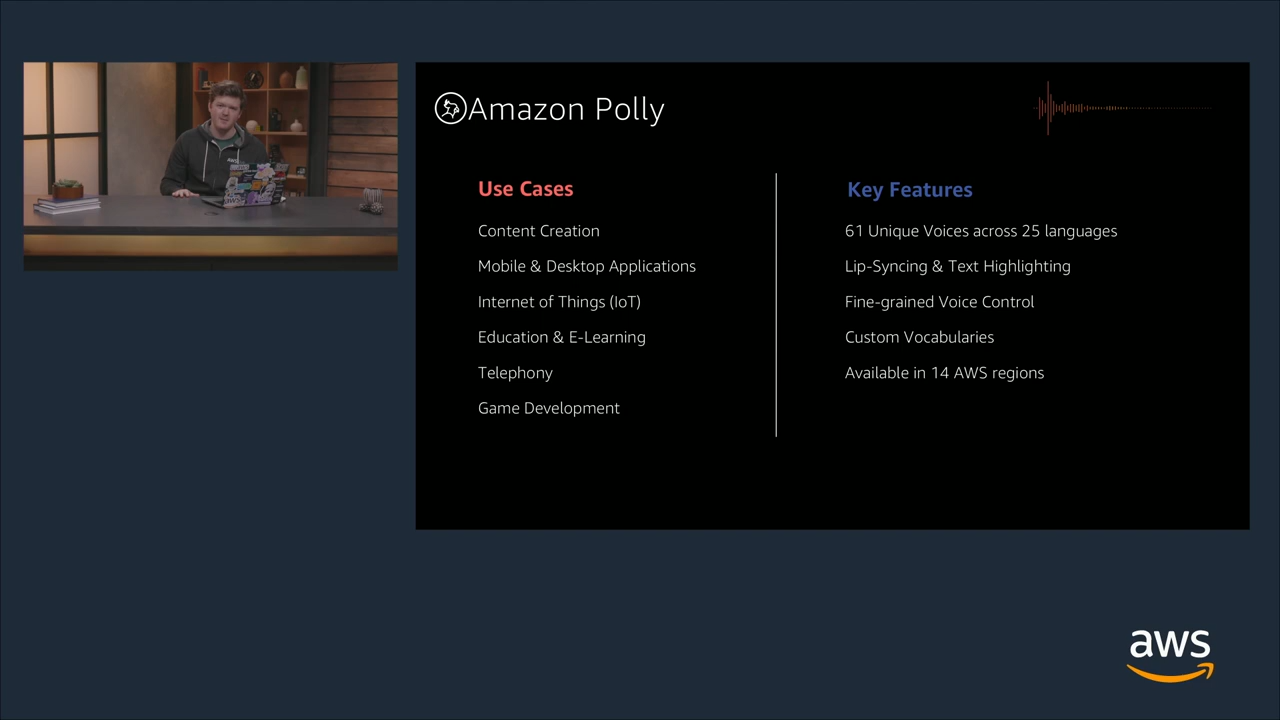 Amazon Polly
Use Cases
Content Creation
Mobile & Desktop Applications
Internet of Things (IoT)
Education & E-Learning
Telephony
Game Development
Key Features
61 Unique Voices across 25 languages
Lip-Syncing & Text Highlighting
Fine-grained Voice Control
Custom Vocabularies
Available in 14 AWS regions
AWS
aws